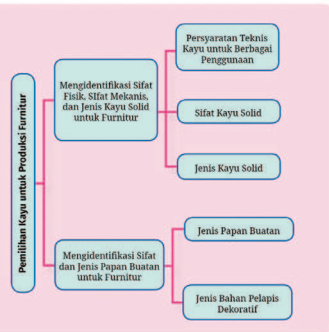 Pemilihan Kayu untuk Produksi Furnitur
Mengidentifikasi Sifat
Fisik, SIfat Mekanis,
dan Jenis Kayu Solid
untuk Furnitur
Persyaratan Teknis
Kayu untuk Berbagai
Penggunaan
Sifat Kayu Solid
Jenis Kayu Solid
Mengidentifikasi Sifat
dan Jenis Papan Buatan
untuk Furnitur
Jenis Papan Buatan
Jenis Bahan Pelapis
Dekoratif